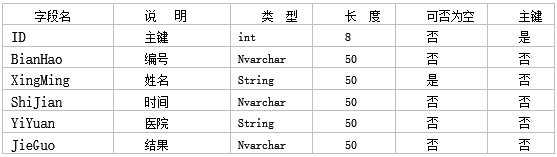 字段名 说 明 类 型 长 度 可否为空 主键
ID 主键 int 8 否 是
BianHao 编号 Nvarchar 50 否 否
XingMing 姓名 String 50 是 否
ShiJian 时间 Nvarchar 50 否 否
YiYuan 医院 String 50 否 否
JieGuo 结果 Nvarchar 50 否 否